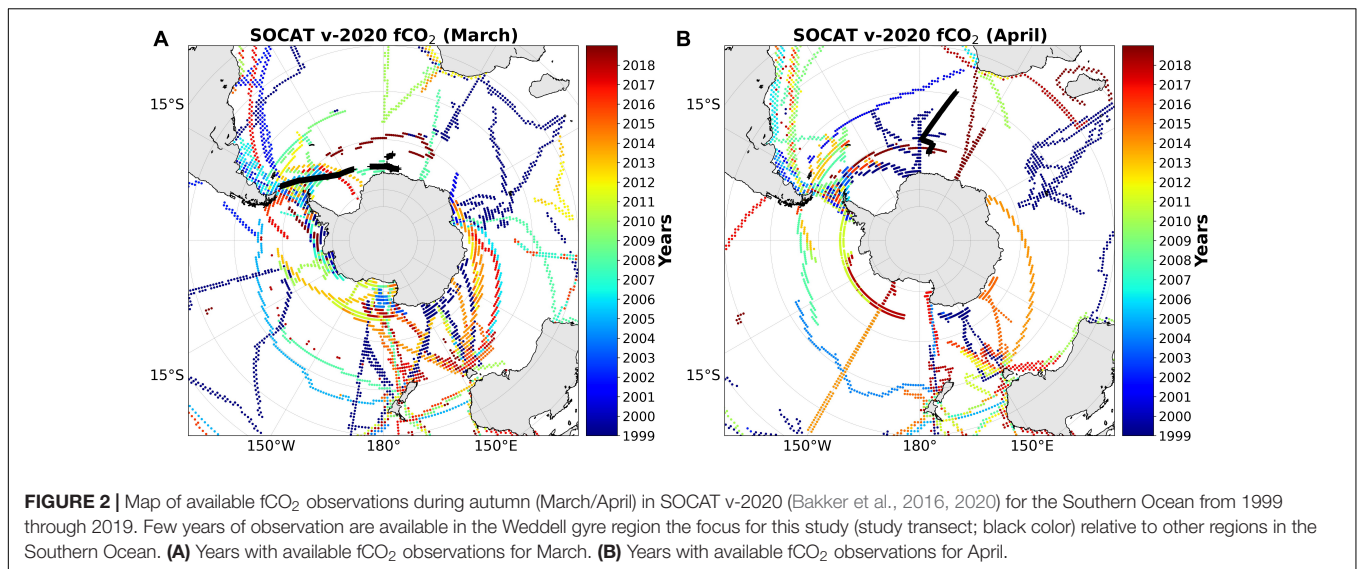 A
SOCAT v-2020 fCO₂ (March)
15°S
15°S
150°W
180°
150°E
2018
2017
2016
2015
2014
2013
2012
2011
2010
2009
2008
2007
2006
2005
2004
2003
2002
2001
2000
1999
Years
B
SOCAT v-2020 fCO₂ (April)
15°S
15°S
150°W
180°
150°E
2018
2017
2016
2015
2014
2013
2012
2011
2010
2009
2008
2007
2006
2005
2004
2003
2002
2001
2000
1999
Years
FIGURE 2 | Map of available fCO₂ observations during autumn (March/April) in SOCAT v-2020 (Bakker et al., 2016, 2020) for the Southern Ocean from 1999
through 2019. Few years of observation are available in the Weddell gyre region the focus for this study (study transect; black color) relative to other regions in the
Southern Ocean. (A) Years with available fCO₂ observations for March. (B) Years with available fCO₂ observations for April.